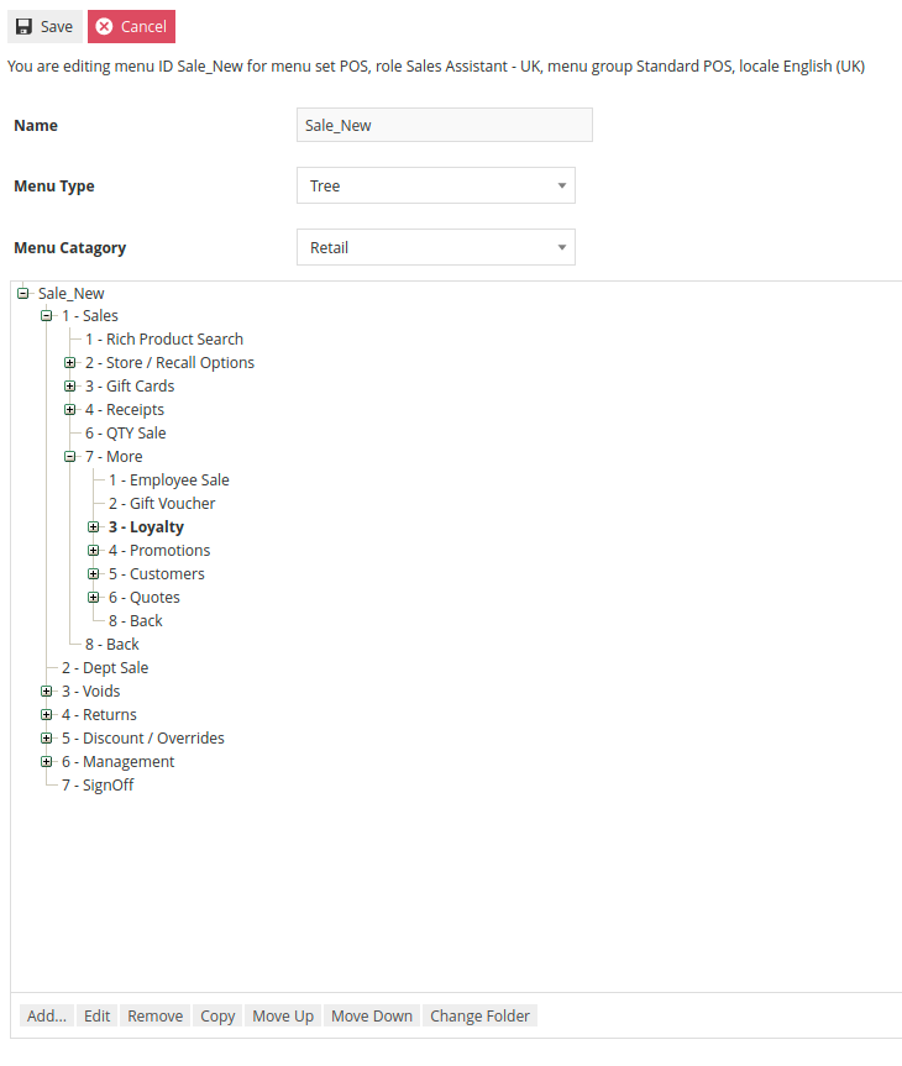 Save Cancel
You are editing menu ID Sale_New for menu set POS, role Sales Assistant - UK, menu group Standard POS, locale English (UK)
Name Sale_New
Menu Type Tree
Menu Catagory Retail
Sale_New
1 - Sales
1 - Rich Product Search
2 - Store / Recall Options
3 - Gift Cards
4 - Receipts
6 - QTY Sale
7 - More
1 - Employee Sale
2 - Gift Voucher
3 - Loyalty
4 - Promotions
5 - Customers
6 - Quotes
8 - Back
8 - Back
2 - Dept Sale
3 - Voids
4 - Returns
5 - Discount / Overrides
6 - Management
7 - SignOff
Add... Edit Remove Copy Move Up Move Down Change Folder